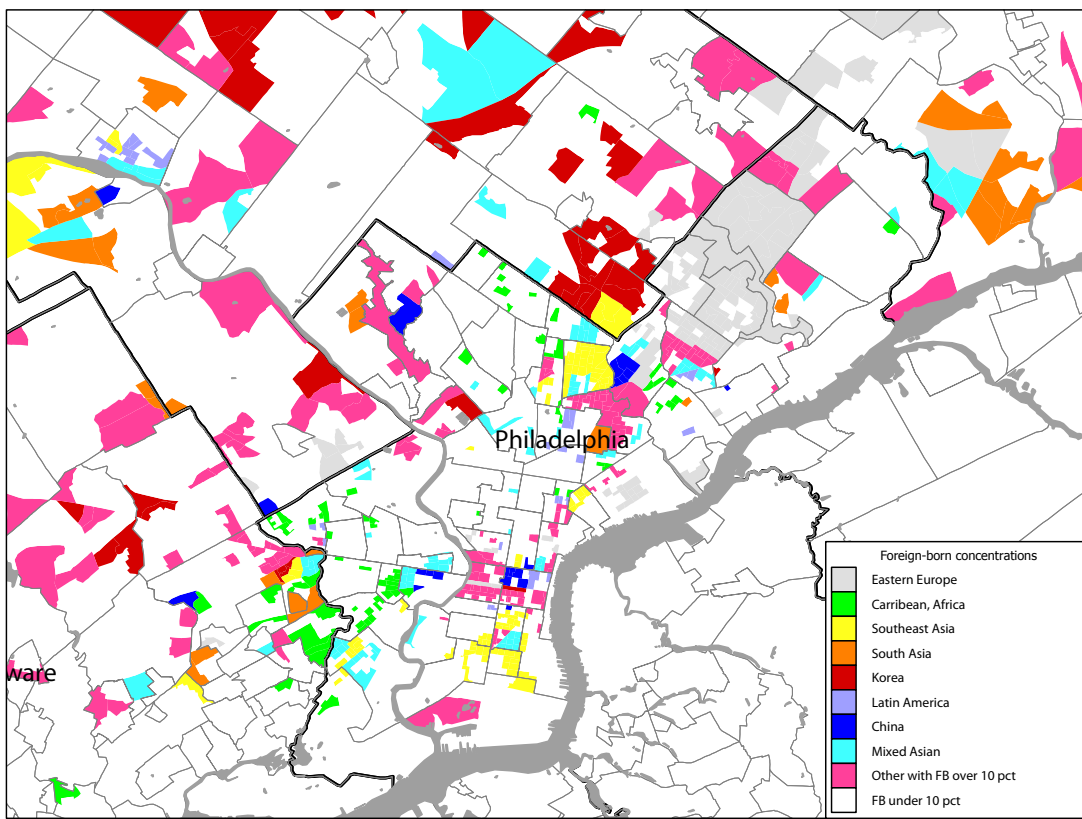 Philadelphia
ware
Foreign-born concentrations
Eastern Europe
Carribean, Africa
Southeast Asia
South Asia
Korea
Latin America
China
Mixed Asian
Other with FB over 10 pct
FB under 10 pct